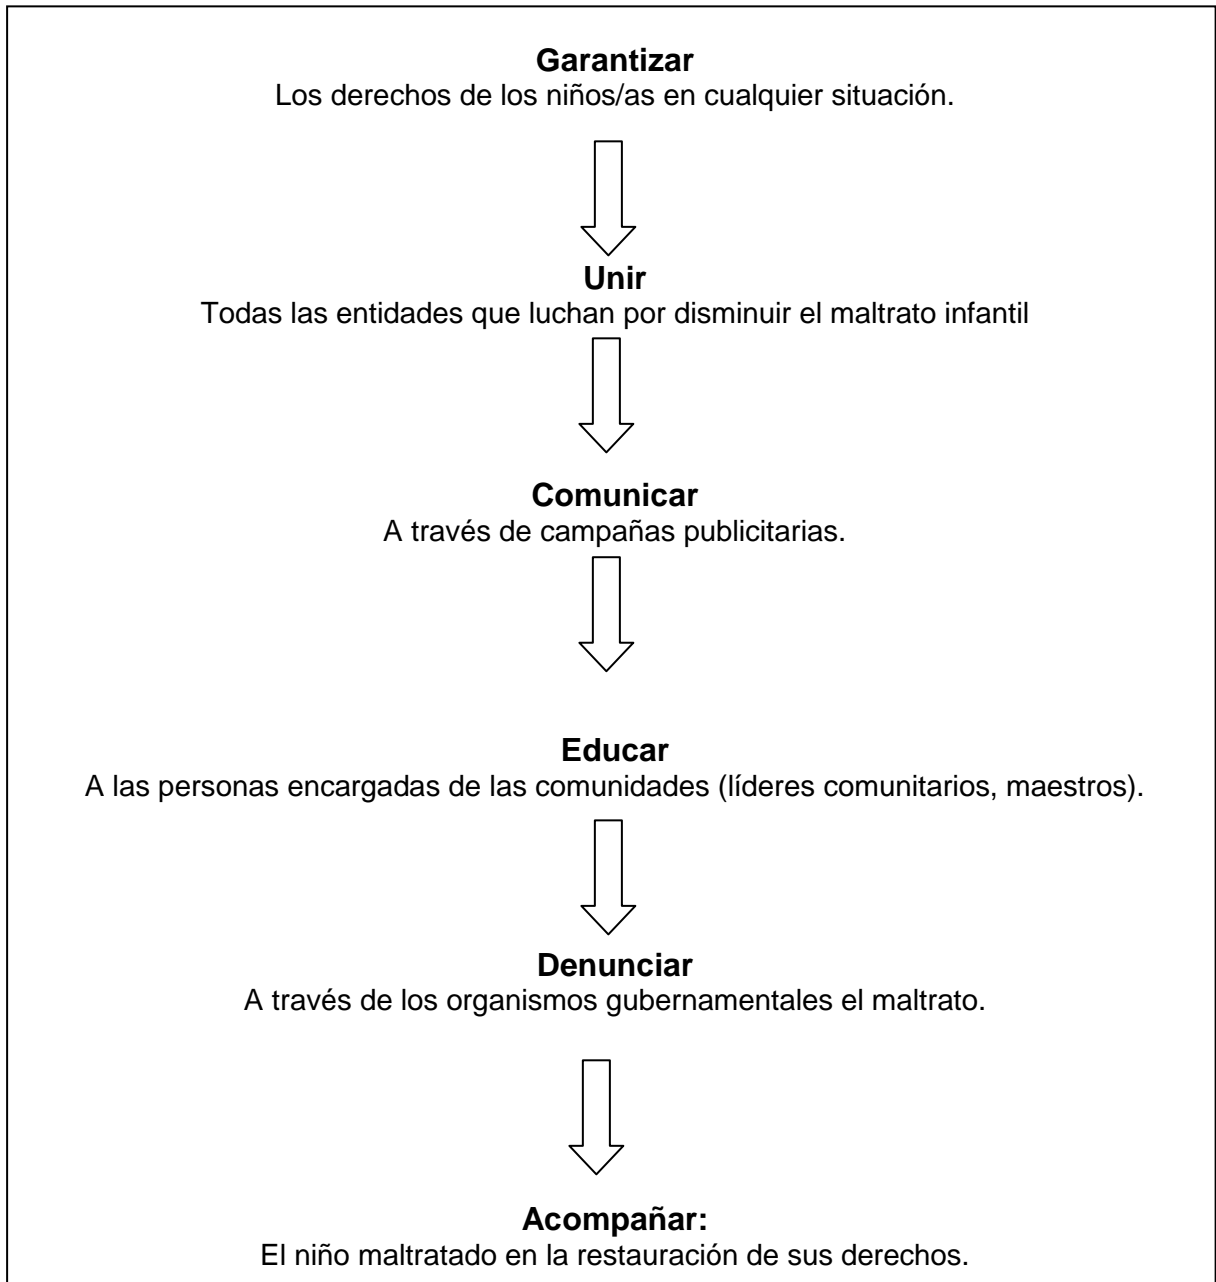 Garantizar
Los derechos de los niños/as en cualquier situación.
Unir
Todas las entidades que luchan por disminuir el maltrato infantil
Comunicar
A través de campañas publicitarias.
Educar
A las personas encargadas de las comunidades (líderes comunitarios, maestros).
Denunciar
A través de los organismos gubernamentales el maltrato.
Acompañar:
El niño maltratado en la restauración de sus derechos.